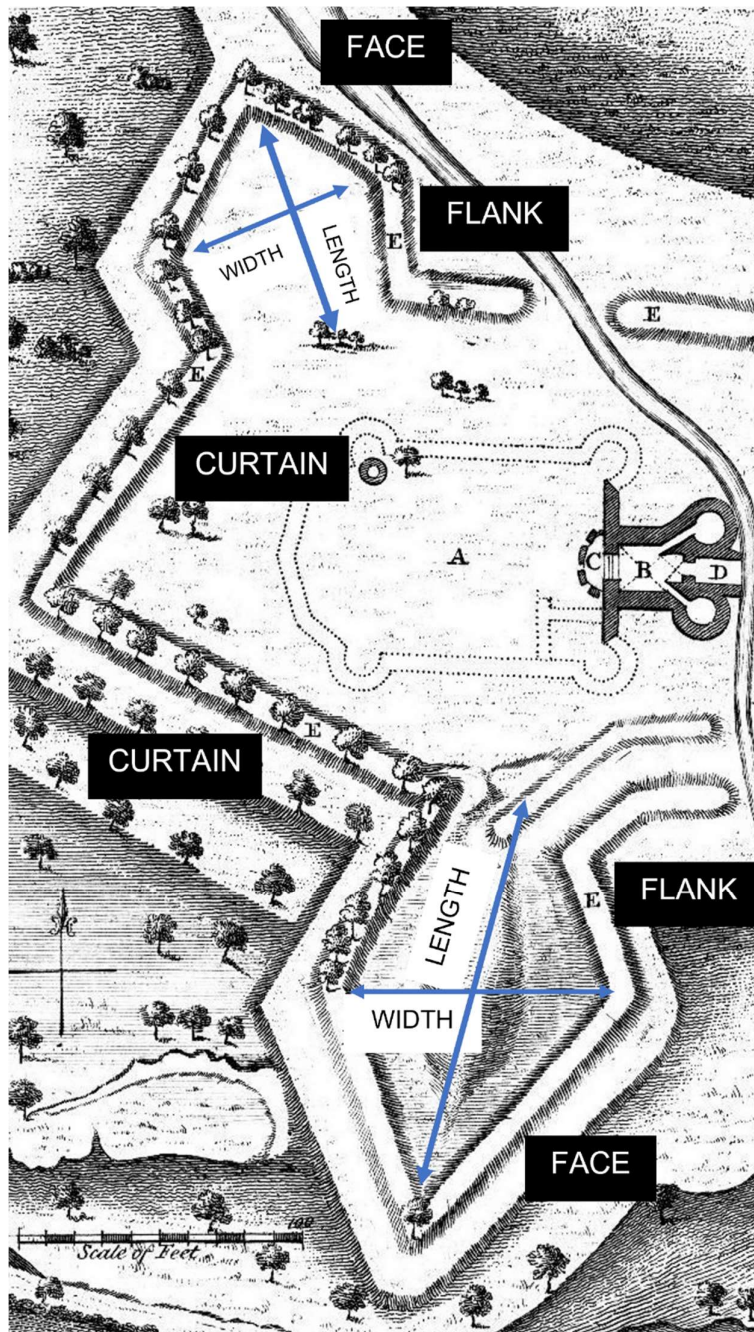 FACE
FLANK
E
WIDTH
LENGTH
E
E
CURTAIN
A
C
B
D
E
CURTAIN
LENGTH
E
FLANK
WIDTH
FACE
100
Scale of Feet